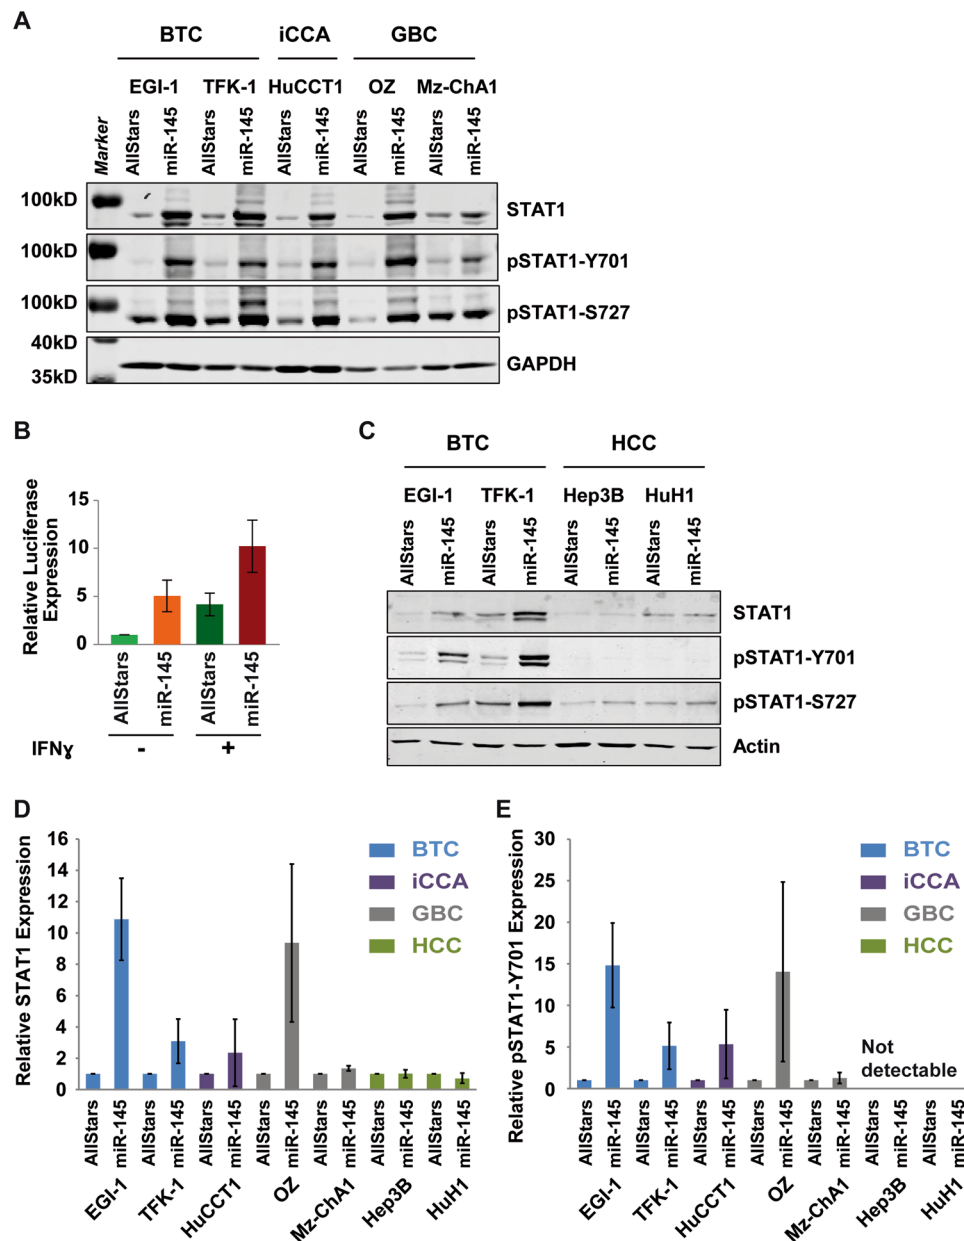 A
BTC iCCA GBC
EGI-1 TFK-1 HuCCT1 OZ Mz-ChA1
Marker AllStars miR-145 AllStars miR-145 AllStars miR-145 AllStars miR-145 AllStars miR-145
100kD STAT1
100kD pSTAT1-Y701
100kD pSTAT1-S727
40kD
35kD GAPDH
B
Relative Luciferase
Expression
15
10
5
0
AllStars miR-145 AllStars miR-145
IFNɣ - +
C
BTC HCC
EGI-1 TFK-1 Hep3B HuH1
AllStars miR-145 AllStars miR-145 AllStars miR-145 AllStars miR-145
STAT1
pSTAT1-Y701
pSTAT1-S727
Actin
D
Relative STAT1 Expression
16
14
12
10
8
6
4
2
0
BTC
iCCA
GBC
HCC
AllStars miR-145 AllStars miR-145 AllStars miR-145 AllStars miR-145 AllStars miR-145 AllStars miR-145 AllStars miR-145
EGI-1 TFK-1 HuCCT1 OZ Mz-ChA1 Hep3B HuH1
E
Relative pSTAT1-Y701 Expression
30
25
20
15
10
5
0
BTC
iCCA
GBC
HCC
Not
detectable
AllStars miR-145 AllStars miR-145 AllStars miR-145 AllStars miR-145 AllStars miR-145 AllStars miR-145 AllStars miR-145
EGI-1 TFK-1 HuCCT1 OZ Mz-ChA1 Hep3B HuH1